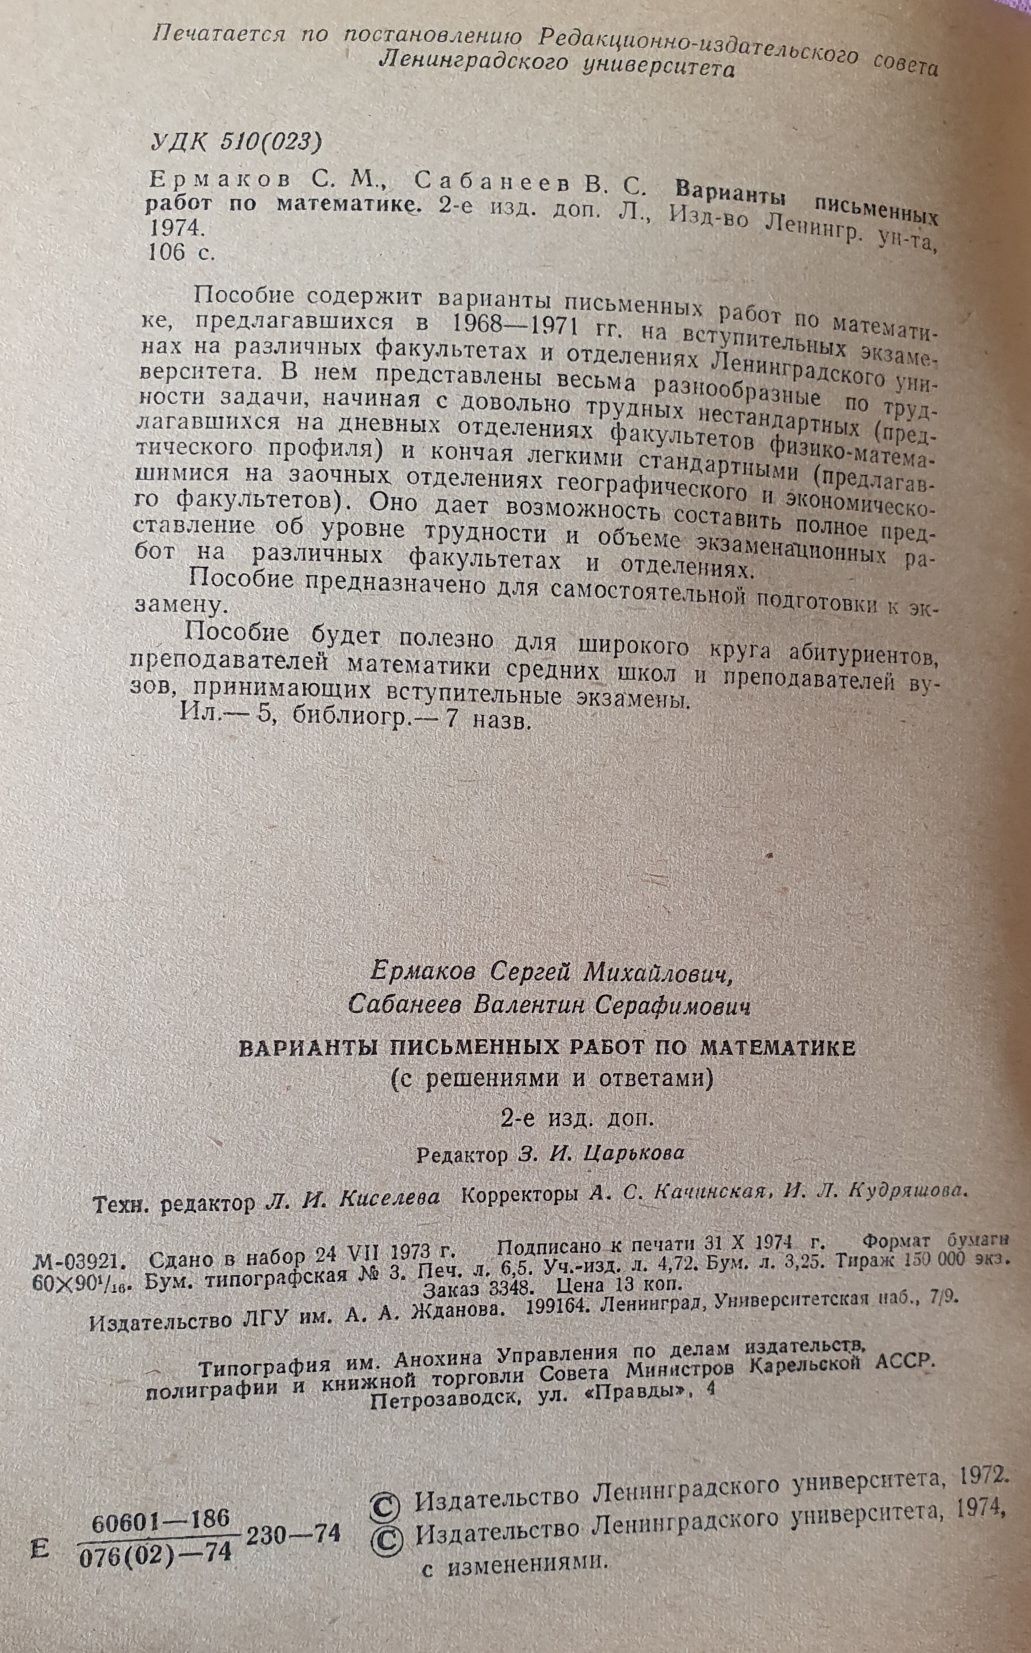 Печатается по постановлению Редакционно-издательского совета
Ленинградского университета
УДК 510(023)
Ермаков С. М., Сабанеев В. С. Варианты письменных
работ по математике. 2-е изд. доп. Л., Изд-во Ленингр. ун-та,
1974.
106 с.
Пособие содержит варианты письменных работ по математи-
ке, предлагавшихся в 1968—1971 гг. на вступительных экзаме-
нах на различных факультетах и отделениях Ленинградского уни-
верситета. В нем представлены весьма разнообразные по труд-
ности задачи, начиная с довольно трудных нестандартных (пред-
лагавшихся на дневных отделениях факультетов физико-матема-
тического профиля) и кончая легкими стандартными (предлагав-
шимися на заочных отделениях географического и экономическо-
го факультетов). Оно дает возможность составить полное пред-
ставление об уровне трудности и объеме экзаменационных ра-
бот на различных факультетах и отделениях.
Пособие предназначено для самостоятельной подготовки к эк-
замену.
Пособие будет полезно для широкого круга абитуриентов,
преподавателей математики средних школ и преподавателей ву-
зов, принимающих вступительные экзамены.
Ил.— 5, библиогр.— 7 назв.
Ермаков Сергей Михайлович,
Сабанеев Валентин Серафимович
ВАРИАНТЫ ПИСЬМЕННЫХ РАБОТ ПО МАТЕМАТИКЕ
(с решениями и ответами)
2-е изд. доп.
Редактор З. И. Царькова
Техн. редактор Л. И. Киселева Корректоры А. С. Качинская, И. Л. Кудряшова.
М-03921. Сдано в набор 24 VII 1973 г. Подписано к печати 31 X 1974 г. Формат бумаги
60×90¹/₁₆. Бум. типографская № 3. Печ. л. 6,5. Уч.-изд. л. 4,72. Бум. л. 3,25. Тираж 150 000 экз.
Заказ 3348. Цена 13 коп.
Издательство ЛГУ им. А. А. Жданова. 199164. Ленинград, Университетская наб., 7/9.
Типография им. Анохина Управления по делам издательств,
полиграфии и книжной торговли Совета Министров Карельской АССР.
Петрозаводск, ул. «Правды», 4
Е 60601—186
076(02)—74 230—74
© Издательство Ленинградского университета, 1972.
© Издательство Ленинградского университета, 1974,
с изменениями.